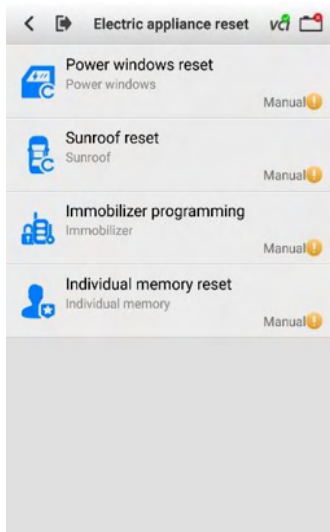 Electric appliance reset vci
Power windows reset
Power windows
Manual
Sunroof reset
Sunroof
Manual
Immobilizer programming
Immobilizer
Manual
Individual memory reset
Individual memory
Manual